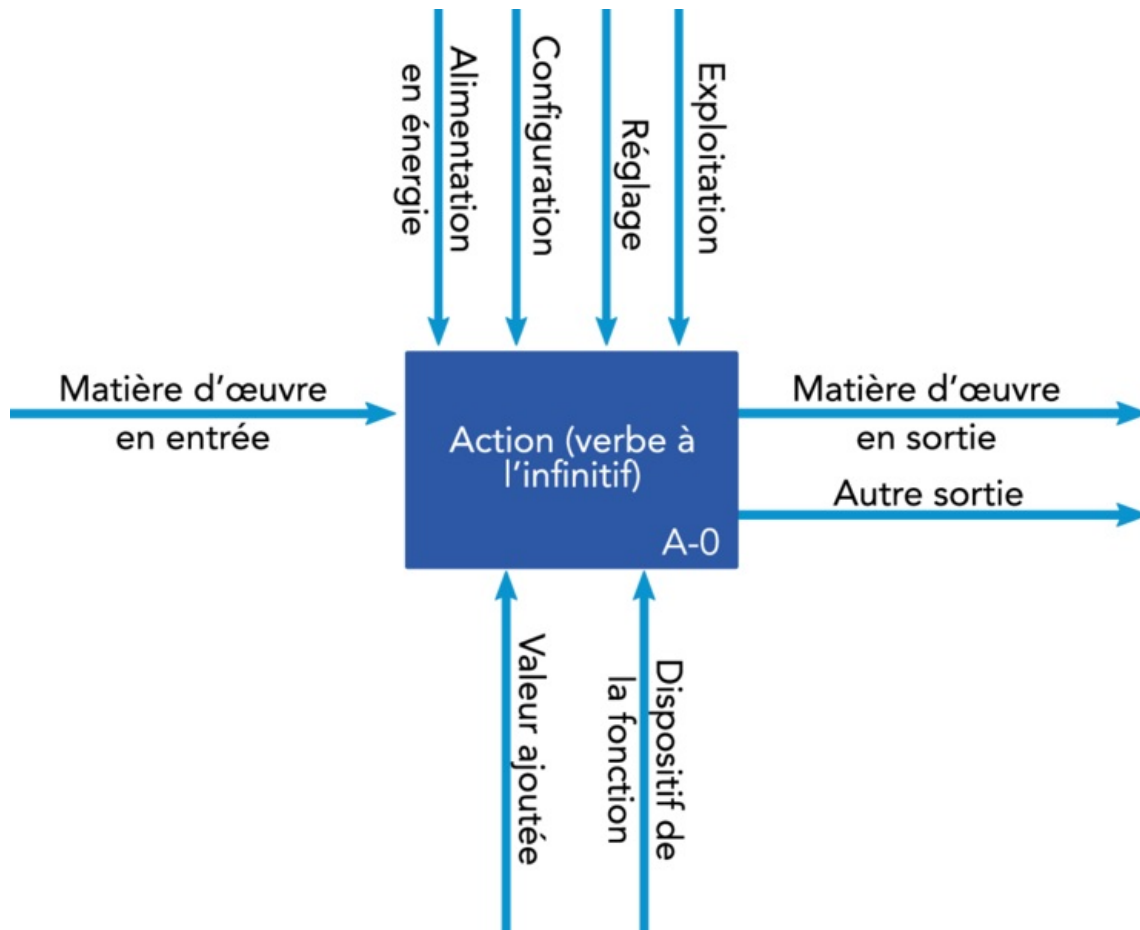 Alimentation
en énergie
Configuration
Réglage
Exploitation
Matière d'œuvre
en entrée
Action (verbe à
l'infinitif)
A-0
Matière d'œuvre
en sortie
Autre sortie
Valeur ajoutée
Dispositif de
la fonction